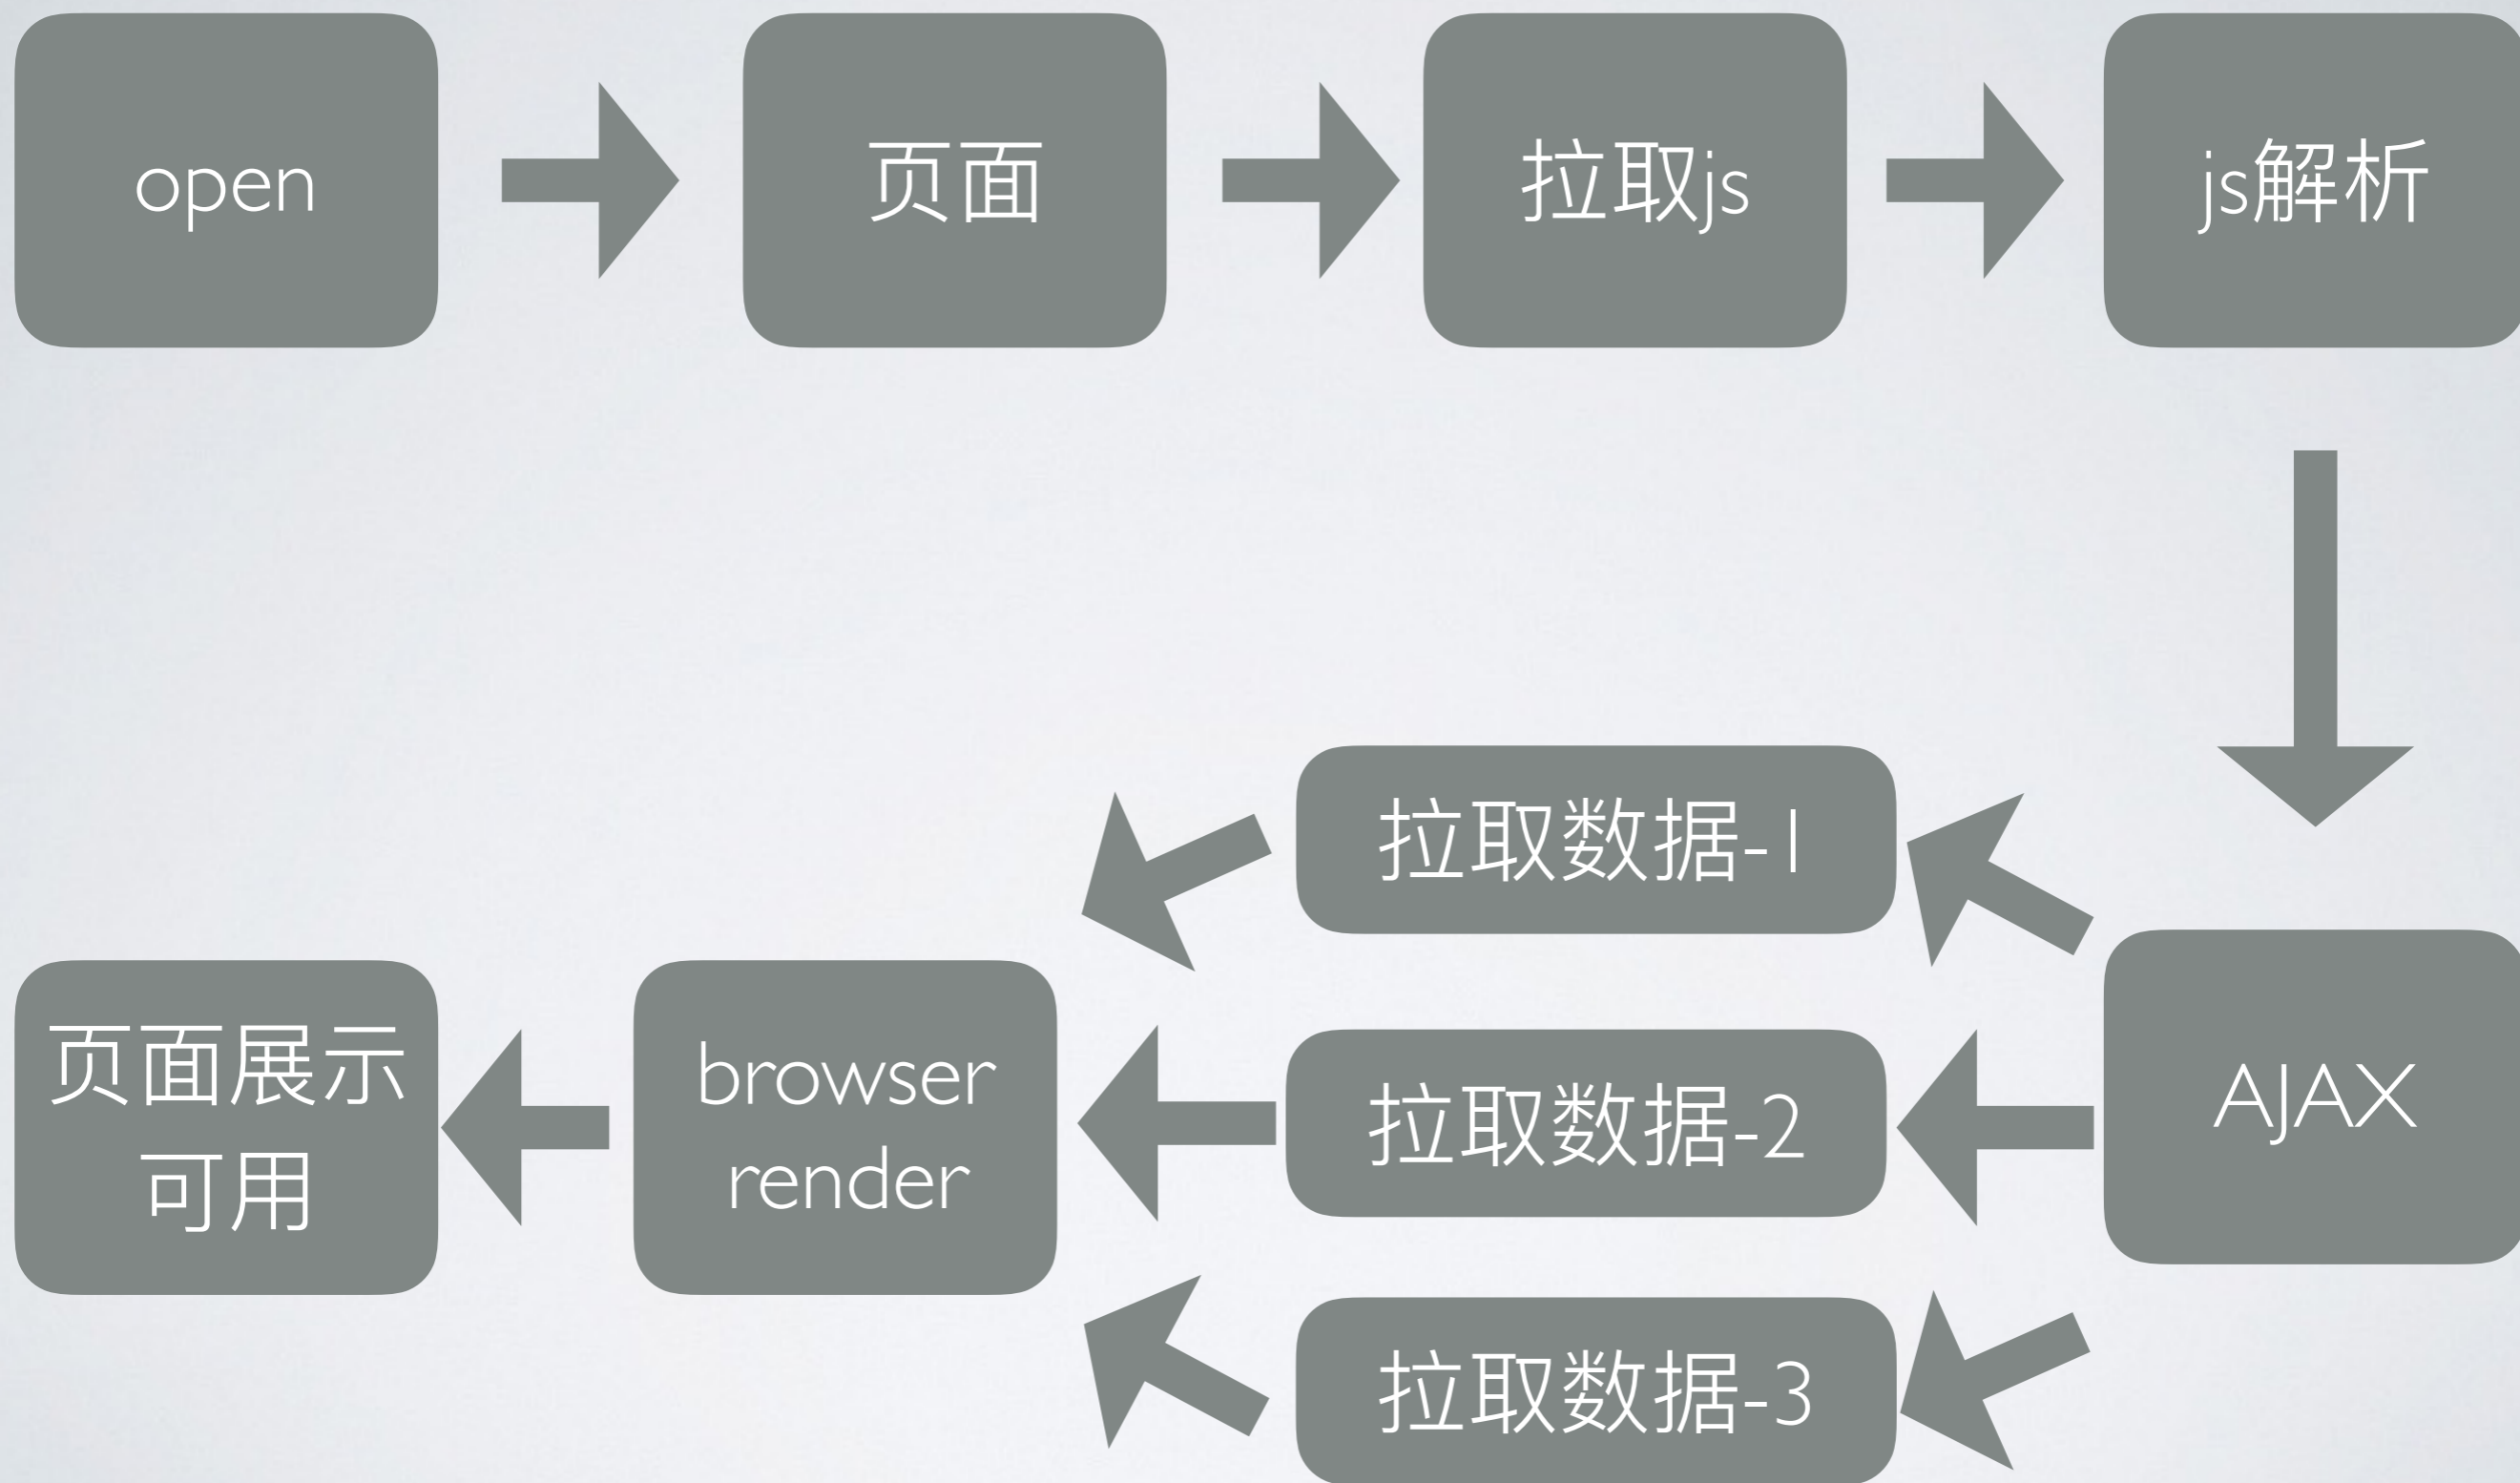 open
页面
拉取js
js解析
拉取数据-1
拉取数据-2
拉取数据-3
AJAX
browser
render
页面展示
可用